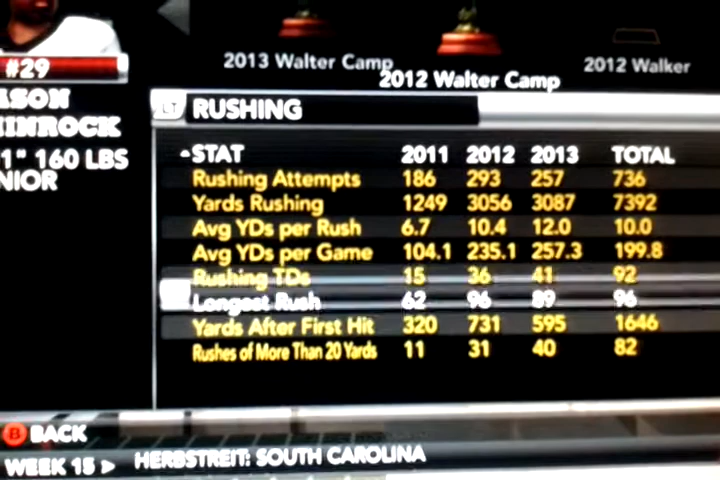 2013 Walter Camp
2012 Walter Camp
2012 Walker
#29
1" 160 LBS
RUSHING
STAT 2011 2012 2013 TOTAL
Rushing Attempts 186 293 257 736
Yards Rushing 1249 3056 3087 7392
Avg YDs per Rush 6.7 10.4 12.0 10.0
Avg YDs per Game 104.1 235.1 257.3 199.8
Rushing TDs 15 36 41 92
Longest Rush 62 96 89 96
Yards After First Hit 320 731 595 1646
Rushes of More Than 20 Yards 11 31 40 82
B BACK
WEEK 15 HERBSTREIT: SOUTH CAROLINA